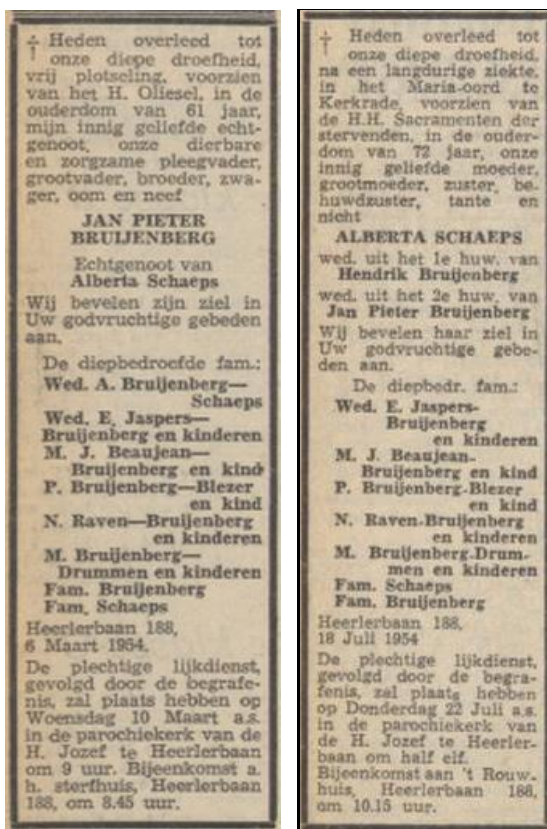 † Heden overleed tot
onze diepe droefheid,
vrij plotseling, voorzien
van het H. Oliesel, in de
ouderdom van 61 jaar,
mijn innig geliefde echt-
genoot, onze dierbare
en zorgzame pleegvader,
grootvader, broeder, zwa-
ger, oom en neef
JAN PIETER
BRUIJENBERG
Echtgenoot van
Alberta Schaeps
Wij bevelen zijn ziel in
Uw godvruchtige gebeden
aan.
De diepbedroefde fam.:
Wed. A. Bruijenberg—
Schaeps
Wed. E. Jaspers—
Bruijenberg en kinderen
M. J. Beaujean—
Bruijenberg en kind
P. Bruijenberg—Blezer
en kind
N. Raven—Bruijenberg
en kinderen
M. Bruijenberg—
Drummen en kinderen
Fam. Bruijenberg
Fam. Schaeps
Heerlerbaan 188,
6 Maart 1954.
De plechtige lijkdienst,
gevolgd door de begrafe-
nis, zal plaats hebben op
Woensdag 10 Maart a.s.
in de parochiekerk van de
H. Jozef te Heerlerbaan
om 9 uur. Bijeenkomst a.
h. sterfhuis, Heerlerbaan
188, om 8.45 uur.
† Heden overleed tot
onze diepe droefheid,
na een langdurige ziekte,
in het Maria-oord te
Kerkrade, voorzien van
de H.H. Sacramenten der
stervenden, in de ouder-
dom van 72 jaar, onze
innig geliefde moeder,
grootmoeder, zuster, be-
huwdzuster, tante en
nicht
ALBERTA SCHAEPS
wed. uit het 1e huw. van
Hendrik Bruijenberg
wed. uit het 2e huw. van
Jan Pieter Bruijenberg
Wij bevelen haar ziel in
Uw godvruchtige gebe-
den aan.
De diepbedr. fam.:
Wed. E. Jaspers-
Bruijenberg
en kinderen
M. J. Beaujean-
Bruijenberg en kind
P. Bruijenberg-Blezer
en kind
N. Raven-Bruijenberg
en kinderen
M. Bruijenberg-Drum-
men en kinderen
Fam. Schaeps
Fam. Bruijenberg
Heerlerbaan 188,
18 Juli 1954
De plechtige lijkdienst,
gevolgd door de begra-
fenis, zal plaats hebben
op Donderdag 22 Juli a.s.
in de parochiekerk van
de H. Jozef te Heerler-
baan om half elf.
Bijeenkomst aan 't Rouw-
huis, Heerlerbaan 188,
om 10.15 uur.